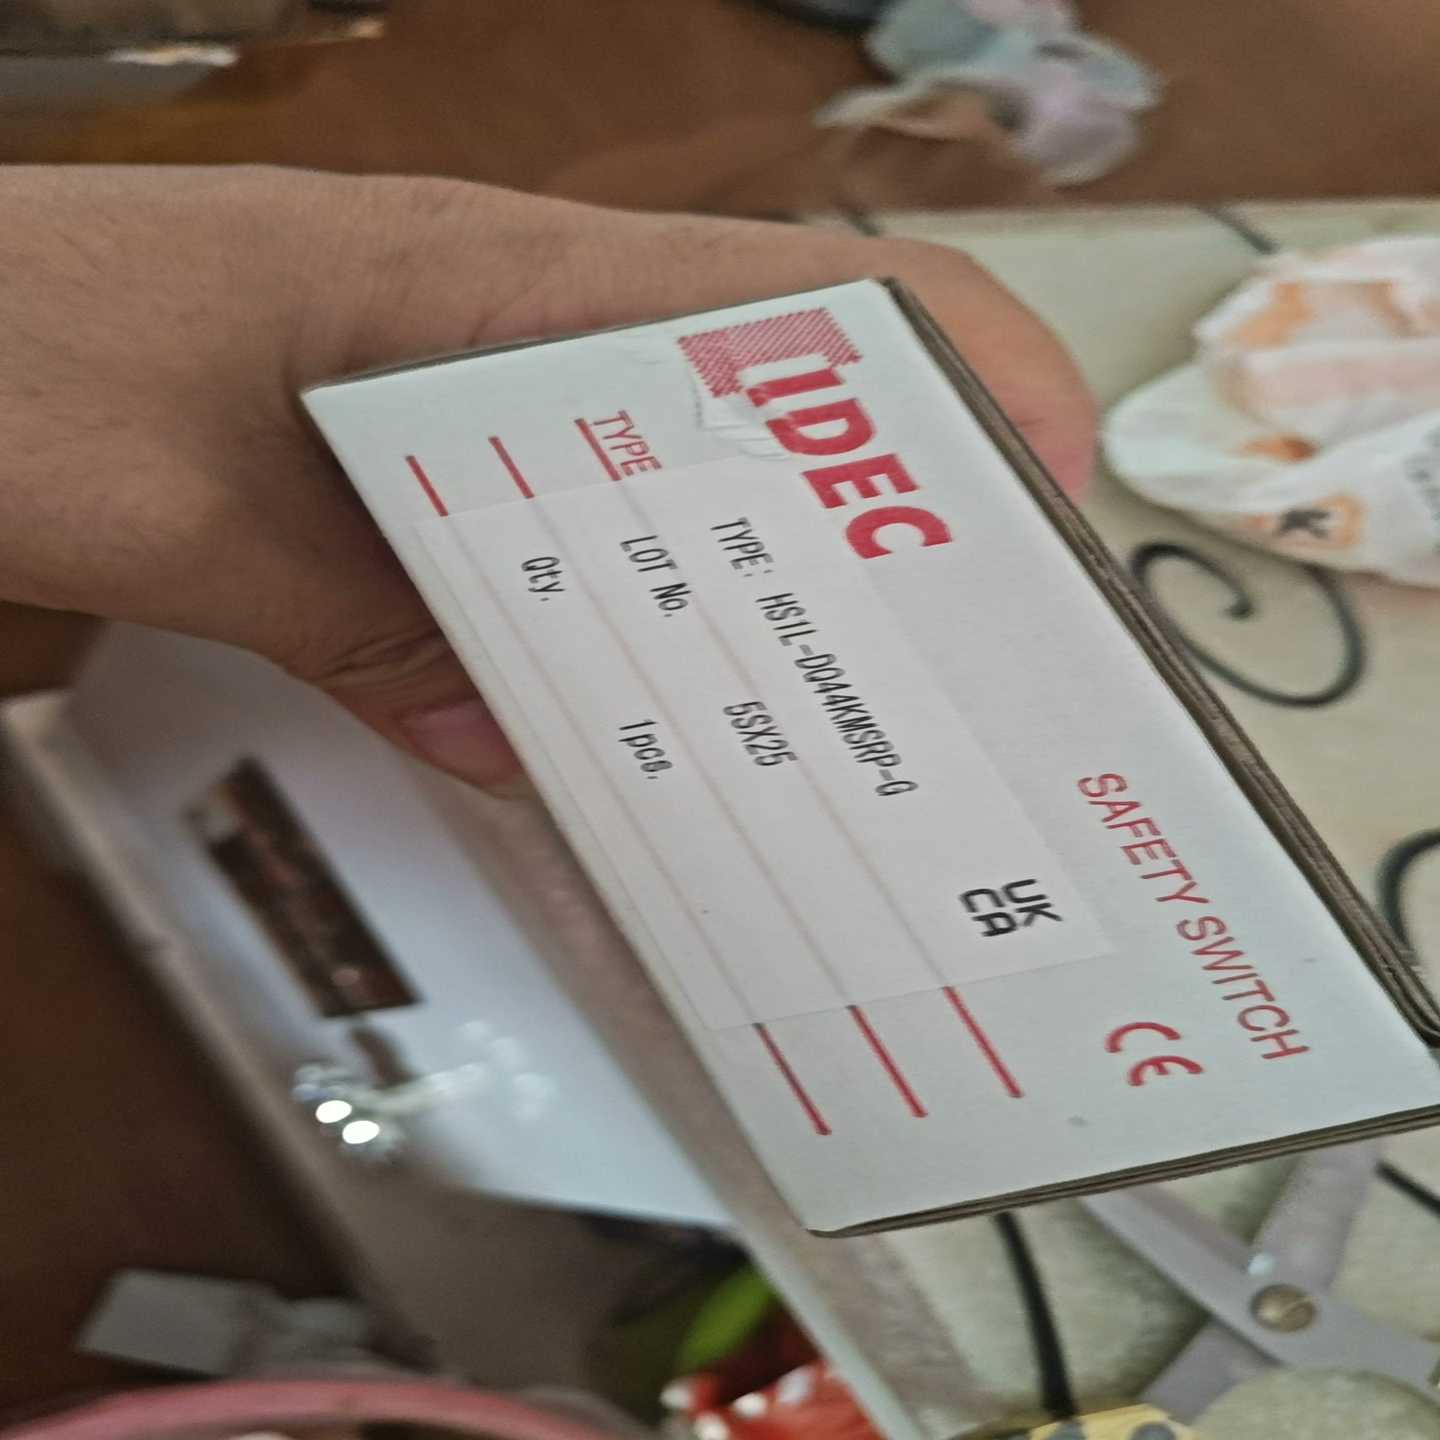 IDEC
SAFETY SWITCH
CE
TYPE
TYPE: HS1L-DQ44KMSRP-G
LOT No. 5SX25
Qty. 1pcs.
UK
CA
K